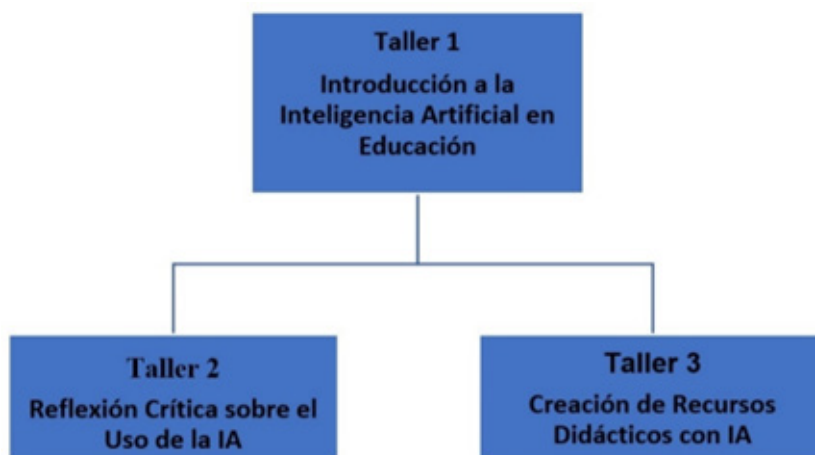 Taller 1
Introducción a la
Inteligencia Artificial en
Educación
Taller 2
Reflexión Crítica sobre el
Uso de la IA
Taller 3
Creación de Recursos
Didácticos con IA